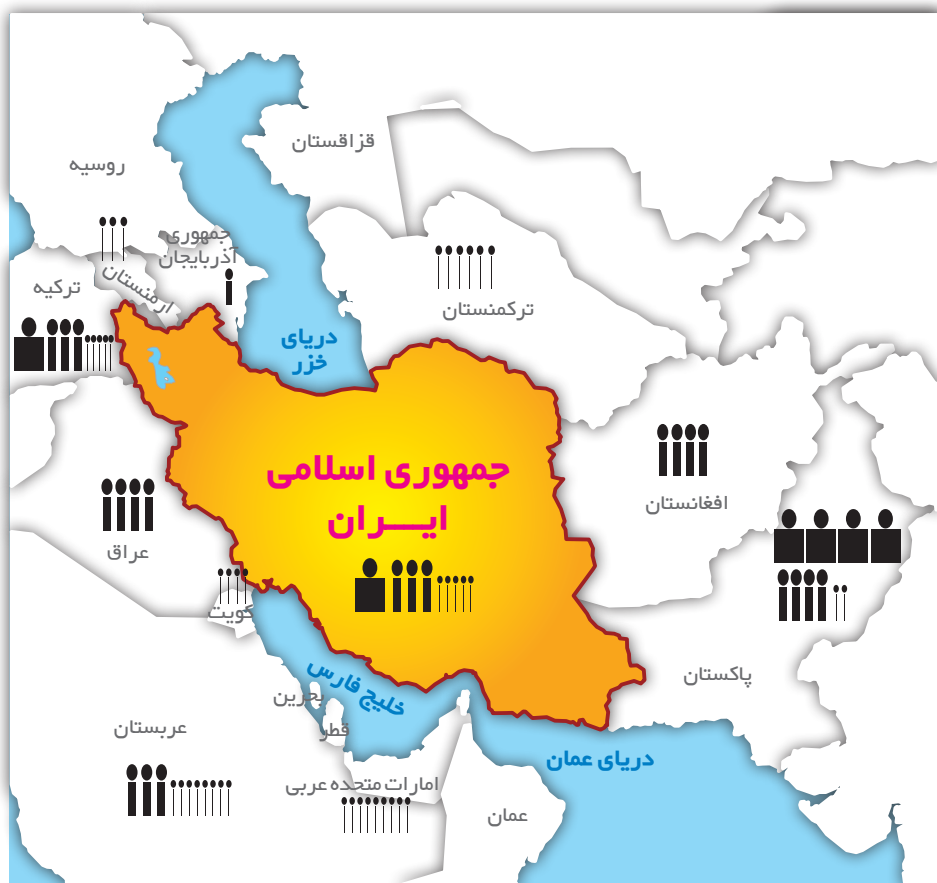 قزاقستان
روسیه
جمهوری
آذربایجان
ارمنستان
ترکیه
ترکمنستان
دریای
خزر
جمهوری اسلامی
ایـــران
افغانستان
عراق
کویت
پاکستان
خلیج فارس
بحرین
قطر
عربستان
دریای عمان
امارات متحده عربی
عمان